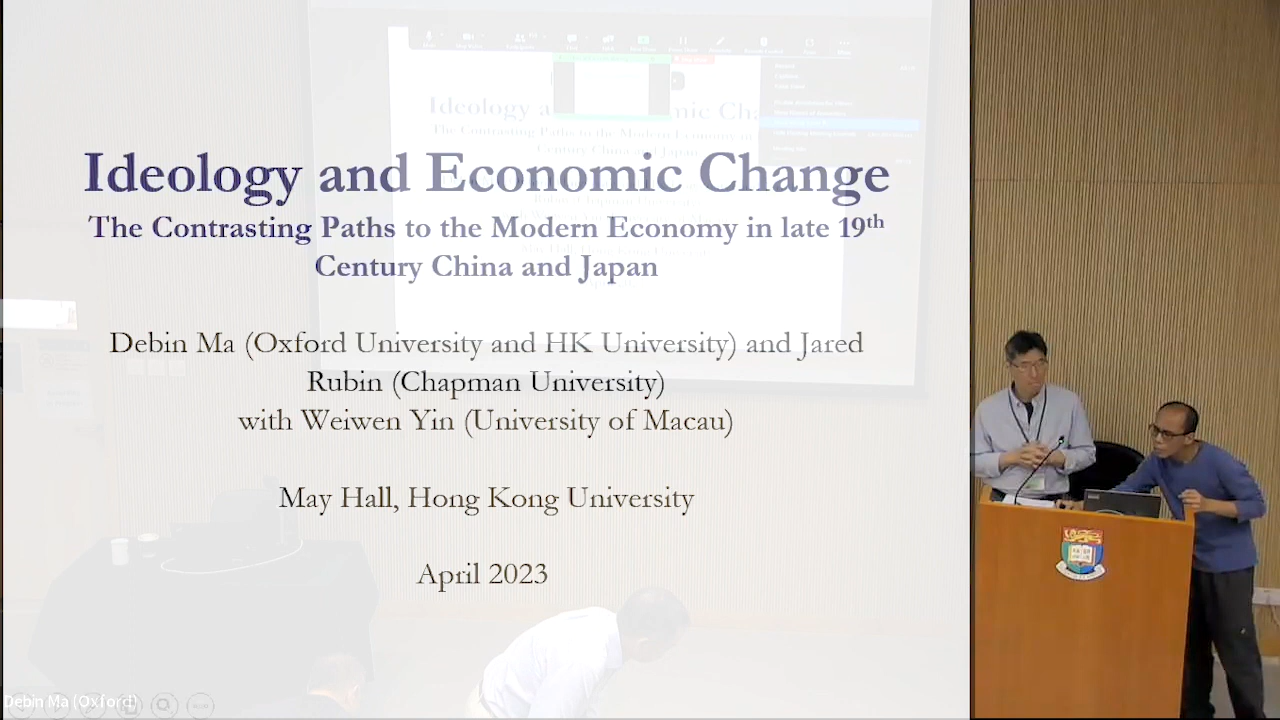 Ideology and Economic Change
The Contrasting Paths to the Modern Economy in late 19th
Century China and Japan
Debin Ma (Oxford University and HK University) and Jared
Rubin (Chapman University)
with Weiwen Yin (University of Macau)
May Hall, Hong Kong University
April 2023
Debin Ma (Oxford)